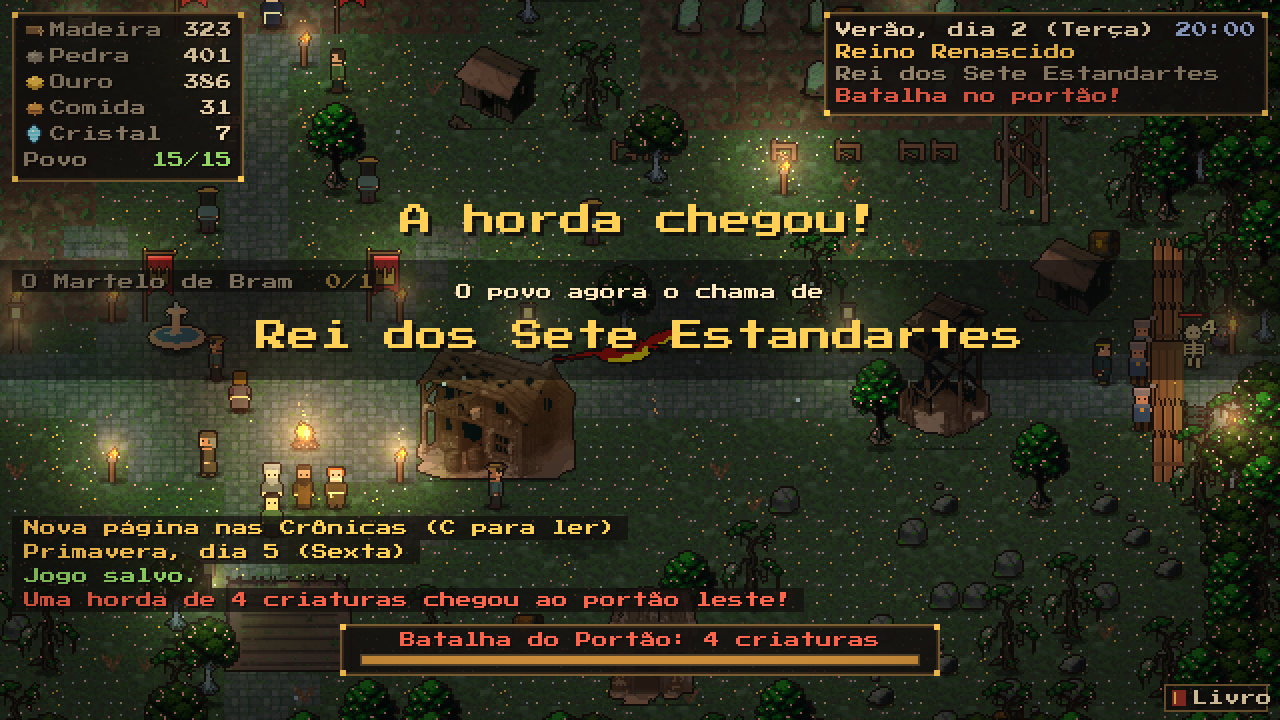 Madeira 323
Pedra 401
Ouro 386
Comida 31
Cristal 7
Povo 15/15
Verão, dia 2 (Terça) 20:00
Reino Renascido
Rei dos Sete Estandartes
Batalha no portão!
A horda chegou!
O Martelo de Bram 0/1
O povo agora o chama de
Rei dos Sete Estandartes
4
Nova página nas Crônicas (C para ler)
Primavera, dia 5 (Sexta)
Jogo salvo.
Uma horda de 4 criaturas chegou ao portão leste!
Batalha do Portão: 4 criaturas
Livro